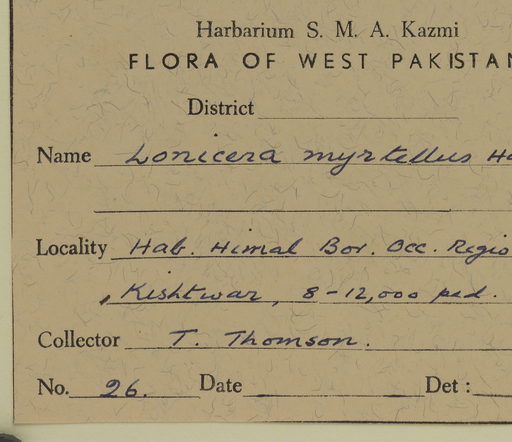 Harbarium S. M. A. Kazmi
FLORA OF WEST PAKISTAN
District
Name Lonicera myrtellus Ho
Locality Hab. Himal Bor. Occ. Regio
, Kishtwar, 8-12,000 ped.
Collector T. Thomson.
No. 26. Date Det :